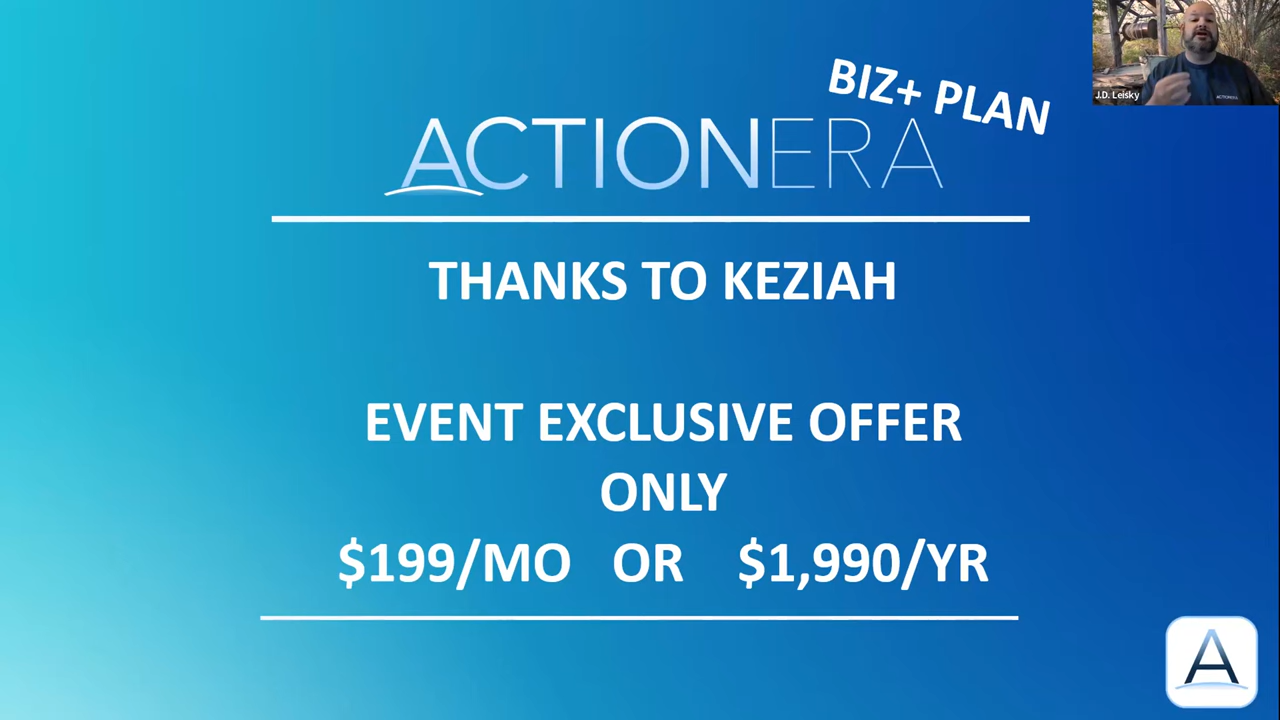 BIZ+ PLAN
J.D. Leisky
ACTIONERA
THANKS TO KEZIAH
EVENT EXCLUSIVE OFFER
ONLY
$199/MO OR $1,990/YR
A